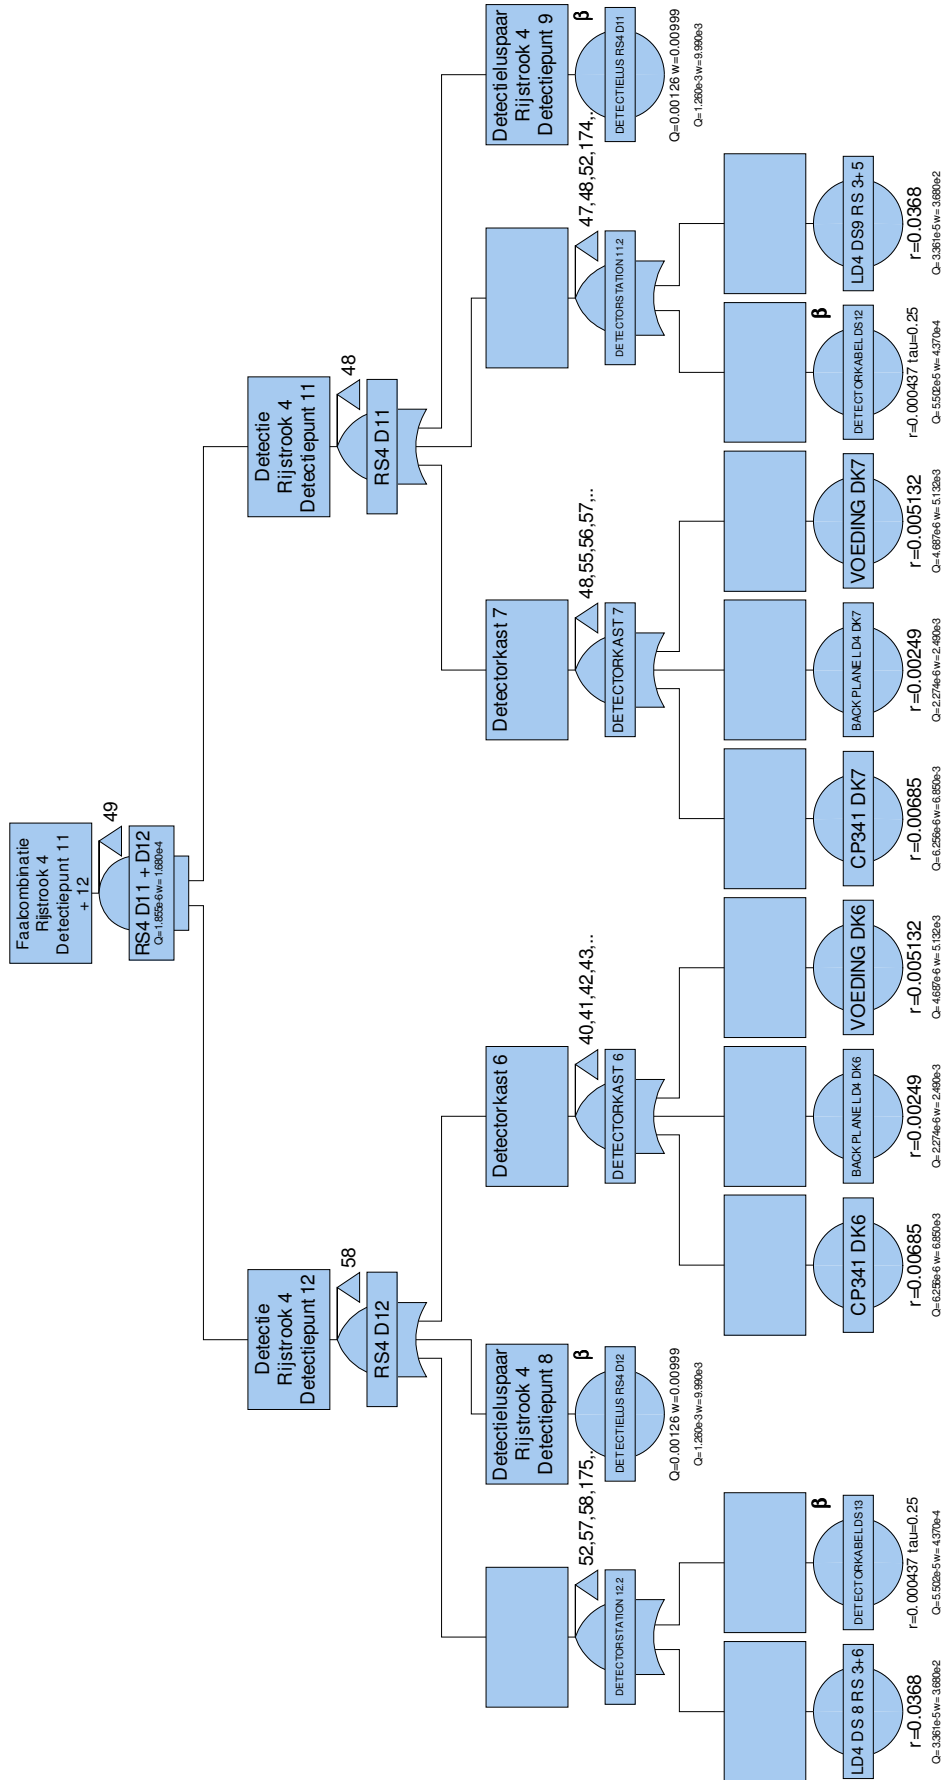 Faalcombinatie
Rijstrook 4
Detectiepunt 11
+ 12
49
RS4 D11 + D12
Q=1.855e-6 w=1.680e-4
Detectie
Rijstrook 4
Detectiepunt 12
58
RS4 D12
Detectie
Rijstrook 4
Detectiepunt 11
48
RS4 D11
52,57,58,175,..
DETECTORSTATION 12.2
Detectieluspaar
Rijstrook 4
Detectiepunt 8
β
DETECTIELUS RS4 D12
Q=0.00126 w=0.00999
Q=1.260e-3 w=9.990e-3
Detectorkast 6
40,41,42,43,..
DETECTORKAST 6
Detectorkast 7
48,55,56,57,..
DETECTORKAST 7
47,48,52,174,..
DETECTORSTATION 11.2
Detectieluspaar
Rijstrook 4
Detectiepunt 9
β
DETECTIELUS RS4 D11
Q=0.00126 w=0.00999
Q=1.260e-3 w=9.990e-3
LD4 DS 8 RS 3+6
r=0.0368
Q=3.361e-5 w=3.680e-2
β
DETECTORKABEL DS13
r=0.000437 tau=0.25
Q=5.502e-5 w=4.370e-4
CP341 DK6
r=0.00685
Q=6.256e-6 w=6.850e-3
BACK PLANE LD4 DK6
r=0.00249
Q=2.274e-6 w=2.490e-3
VOEDING DK6
r=0.005132
Q=4.687e-6 w=5.132e-3
CP341 DK7
r=0.00685
Q=6.256e-6 w=6.850e-3
BACK PLANE LD4 DK7
r=0.00249
Q=2.274e-6 w=2.490e-3
VOEDING DK7
r=0.005132
Q=4.687e-6 w=5.132e-3
β
DETECTORKABEL DS12
r=0.000437 tau=0.25
Q=5.502e-5 w=4.370e-4
LD4 DS9 RS 3+5
r=0.0368
Q=3.361e-5 w=3.680e-2